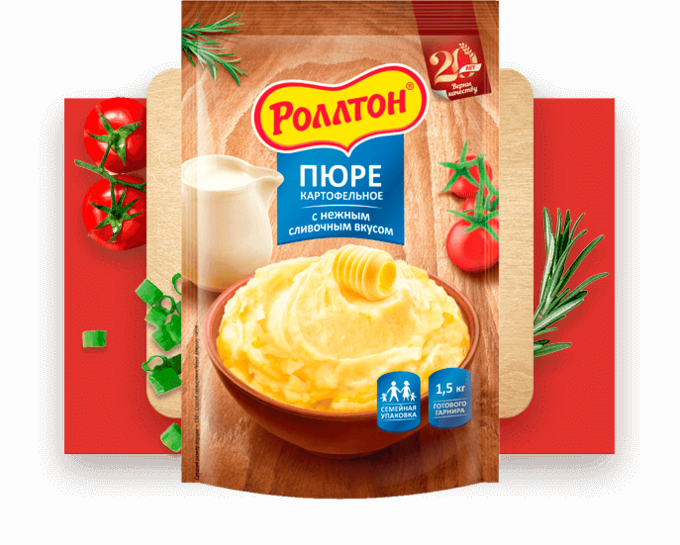 20 ЛЕТ
Верны
качеству
РОЛЛТОН®
ПЮРЕ
КАРТОФЕЛЬНОЕ
С НЕЖНЫМ
СЛИВОЧНЫМ ВКУСОМ
СЕМЕЙНАЯ
УПАКОВКА
1,5 кг
ГОТОВОГО
ГАРНИРА